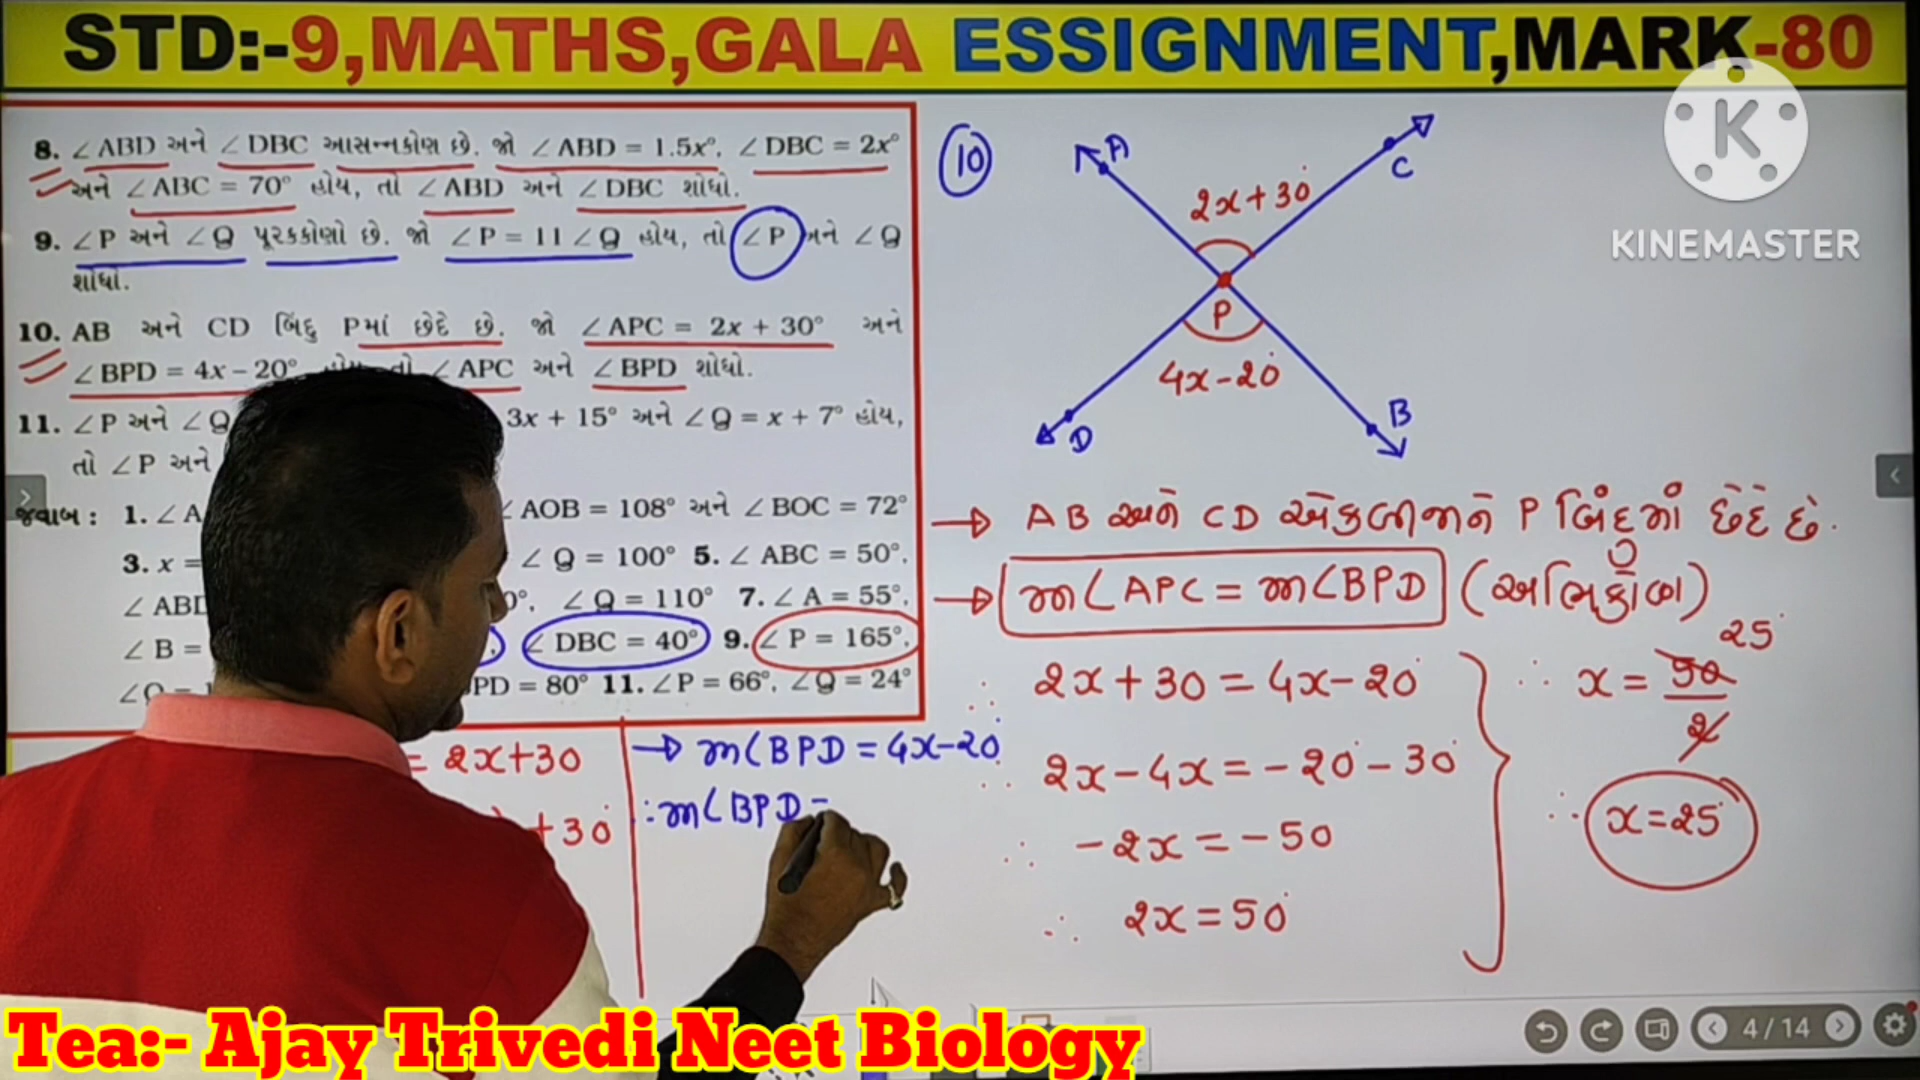 STD:-9,MATHS,GALA ESSIGNMENT,MARK-80
8. ∠ABD અને ∠DBC આસન્નકોણ છે. જો ∠ABD = 1.5x°, ∠DBC = 2x°
અને ∠ABC = 70° હોય, તો ∠ABD અને ∠DBC શોધો.
9. ∠P અને ∠Q પૂરકકોણો છે. જો ∠P = 11 ∠Q હોય, તો ∠P અને ∠Q
શોધો.
10. AB અને CD બિંદુ Pમાં છેદે છે. જો ∠APC = 2x + 30° અને
∠BPD = 4x – 20° ∠APC અને ∠BPD શોધો.
11. ∠P અને ∠Q 3x + 15° અને ∠Q = x + 7° હોય,
તો ∠P અને
જવાબ : 1. ∠A ∠AOB = 108° અને ∠BOC = 72°
3. x = ∠Q = 100° 5. ∠ABC = 50°,
∠ABD 0°, ∠Q = 110° 7. ∠A = 55°,
∠B = ∠DBC = 40° 9. ∠P = 165°,
PD = 80° 11. ∠P = 66°, ∠Q = 24°
= 2x+30
+30°
→ m∠BPD = 4x-20°
∴ m∠BPD =
10
A
C
2x+30°
P
4x-20°
D
B
K
KINEMASTER
→ AB અને CD એકબીજાને P બિંદુમાં છેદે છે.
→ m∠APC = m∠BPD (અભિકોણ)
∴ 2x+30 = 4x-20°
∴ 2x-4x = -20°-30°
∴ -2x = -50
∴ 2x = 50°
25
∴ x = 50/2
∴ x=25°
4/14
Tea:- Ajay Trivedi Neet Biology